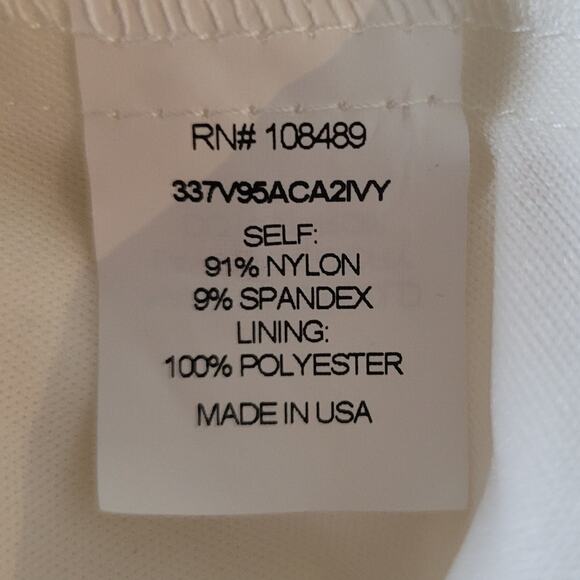 RN# 108489
337V95ACA2IVY
SELF:
91% NYLON
9% SPANDEX
LINING:
100% POLYESTER
MADE IN USA